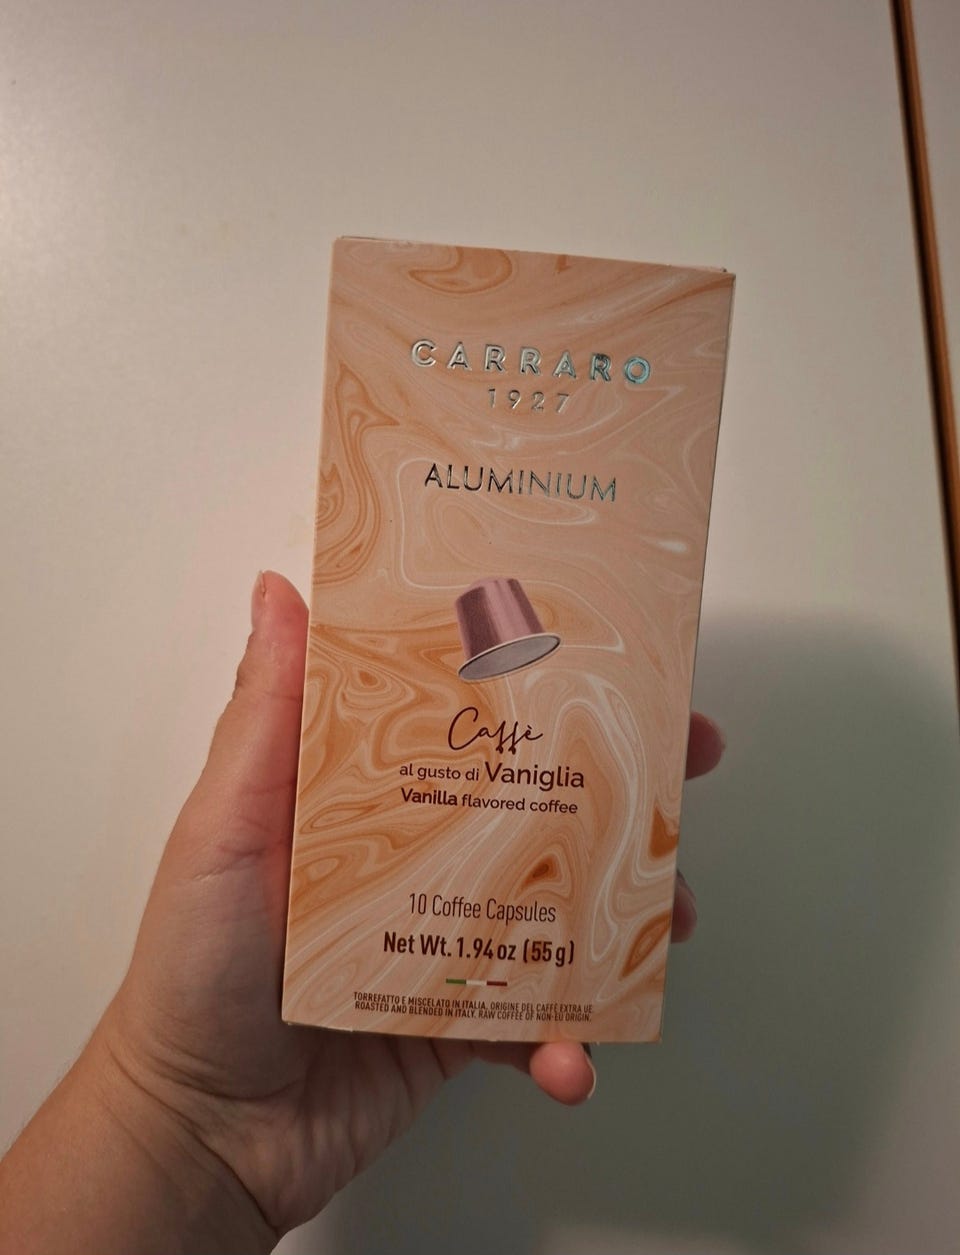 CARRARO
1927
ALUMINIUM
Caffè
al gusto di Vaniglia
Vanilla flavored coffee
10 Coffee Capsules
Net Wt. 1.94 oz (55 g)
TORREFATTO E MISCELATO IN ITALIA. ORIGINE DEL CAFFÈ EXTRA UE.
ROASTED AND BLENDED IN ITALY. RAW COFFEE OF NON-EU ORIGIN.